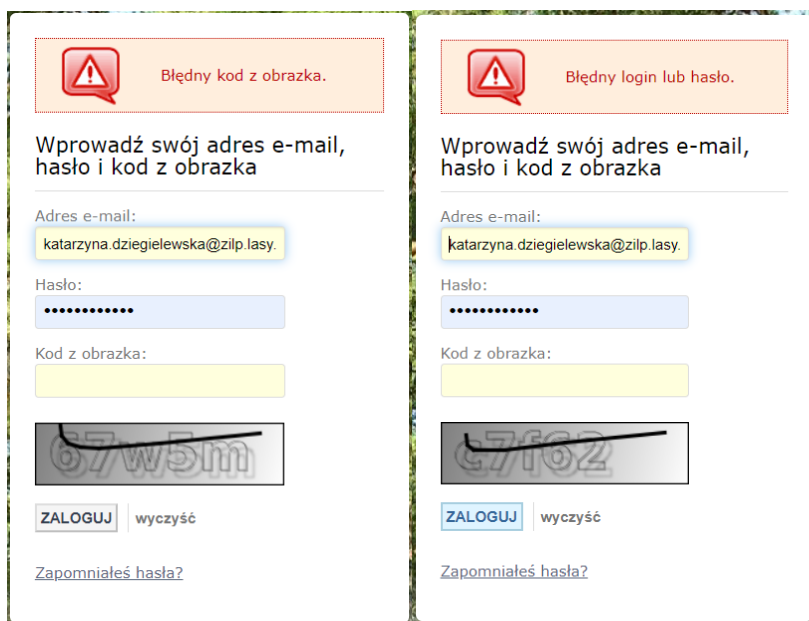 Błędny kod z obrazka.
Wprowadź swój adres e-mail,
hasło i kod z obrazka
Adres e-mail:
katarzyna.dziegielewska@zilp.lasy.
Hasło:
••••••••••••
Kod z obrazka:
67w5m
ZALOGUJ
wyczyść
Zapomniałeś hasła?
Błędny login lub hasło.
Wprowadź swój adres e-mail,
hasło i kod z obrazka
Adres e-mail:
katarzyna.dziegielewska@zilp.lasy.
Hasło:
••••••••••••
Kod z obrazka:
c7f62
ZALOGUJ
wyczyść
Zapomniałeś hasła?